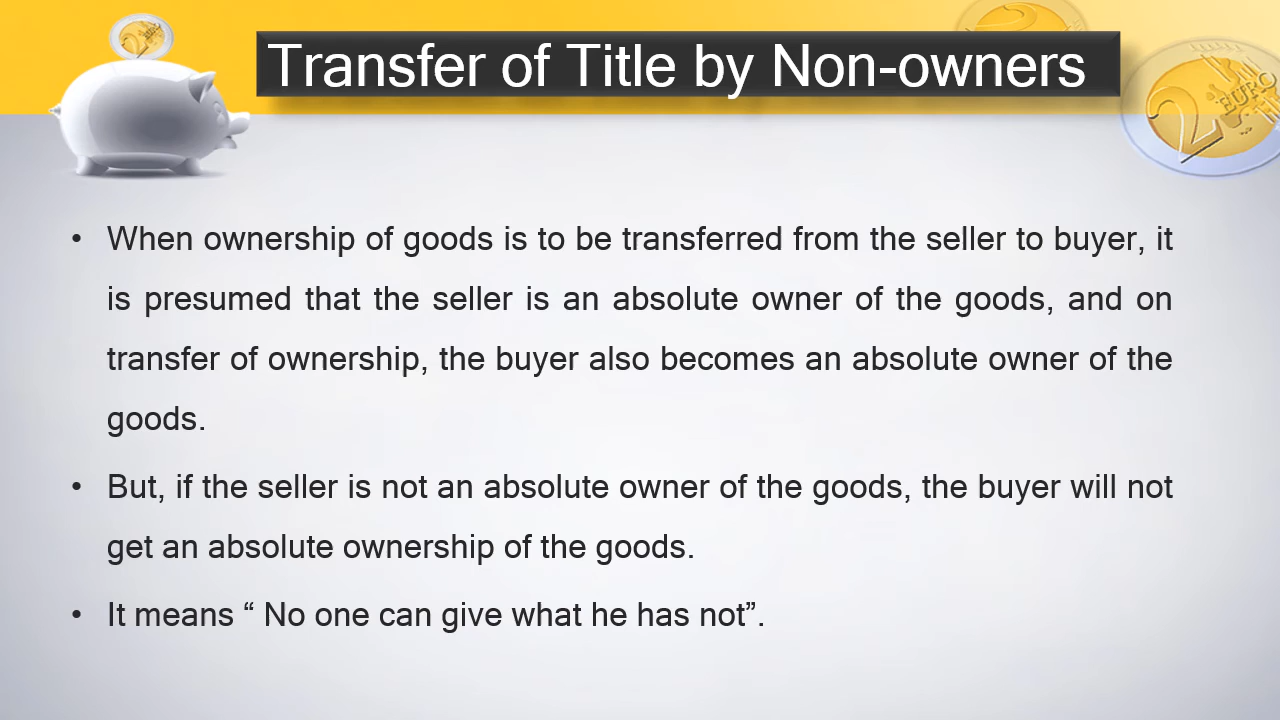 Transfer of Title by Non-owners
• When ownership of goods is to be transferred from the seller to buyer, it
is presumed that the seller is an absolute owner of the goods, and on
transfer of ownership, the buyer also becomes an absolute owner of the
goods.
• But, if the seller is not an absolute owner of the goods, the buyer will not
get an absolute ownership of the goods.
• It means “ No one can give what he has not”.
2 EURO